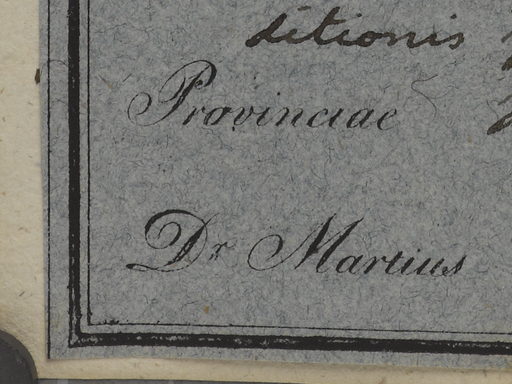 ditionis
Provinciae
Dr Martius